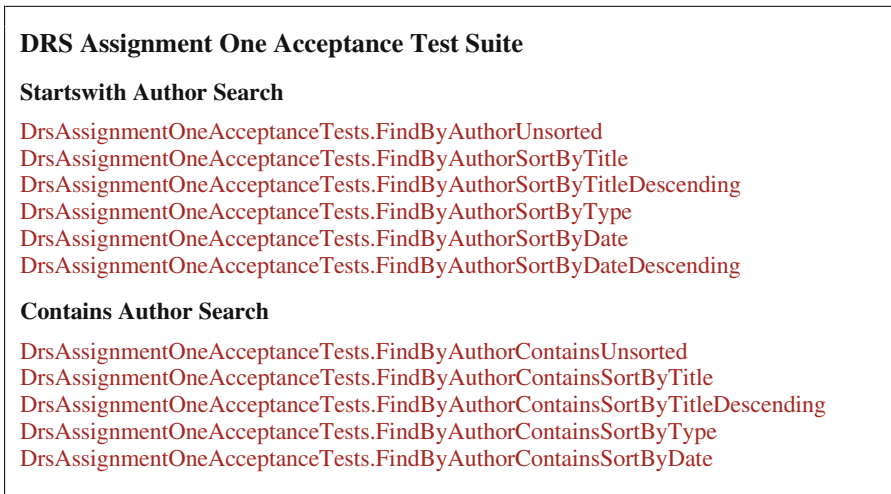 DRS Assignment One Acceptance Test Suite
Startswith Author Search
DrsAssignmentOneAcceptanceTests.FindByAuthorUnsorted
DrsAssignmentOneAcceptanceTests.FindByAuthorSortByTitle
DrsAssignmentOneAcceptanceTests.FindByAuthorSortByTitleDescending
DrsAssignmentOneAcceptanceTests.FindByAuthorSortByType
DrsAssignmentOneAcceptanceTests.FindByAuthorSortByDate
DrsAssignmentOneAcceptanceTests.FindByAuthorSortByDateDescending
Contains Author Search
DrsAssignmentOneAcceptanceTests.FindByAuthorContainsUnsorted
DrsAssignmentOneAcceptanceTests.FindByAuthorContainsSortByTitle
DrsAssignmentOneAcceptanceTests.FindByAuthorContainsSortByTitleDescending
DrsAssignmentOneAcceptanceTests.FindByAuthorContainsSortByType
DrsAssignmentOneAcceptanceTests.FindByAuthorContainsSortByDate